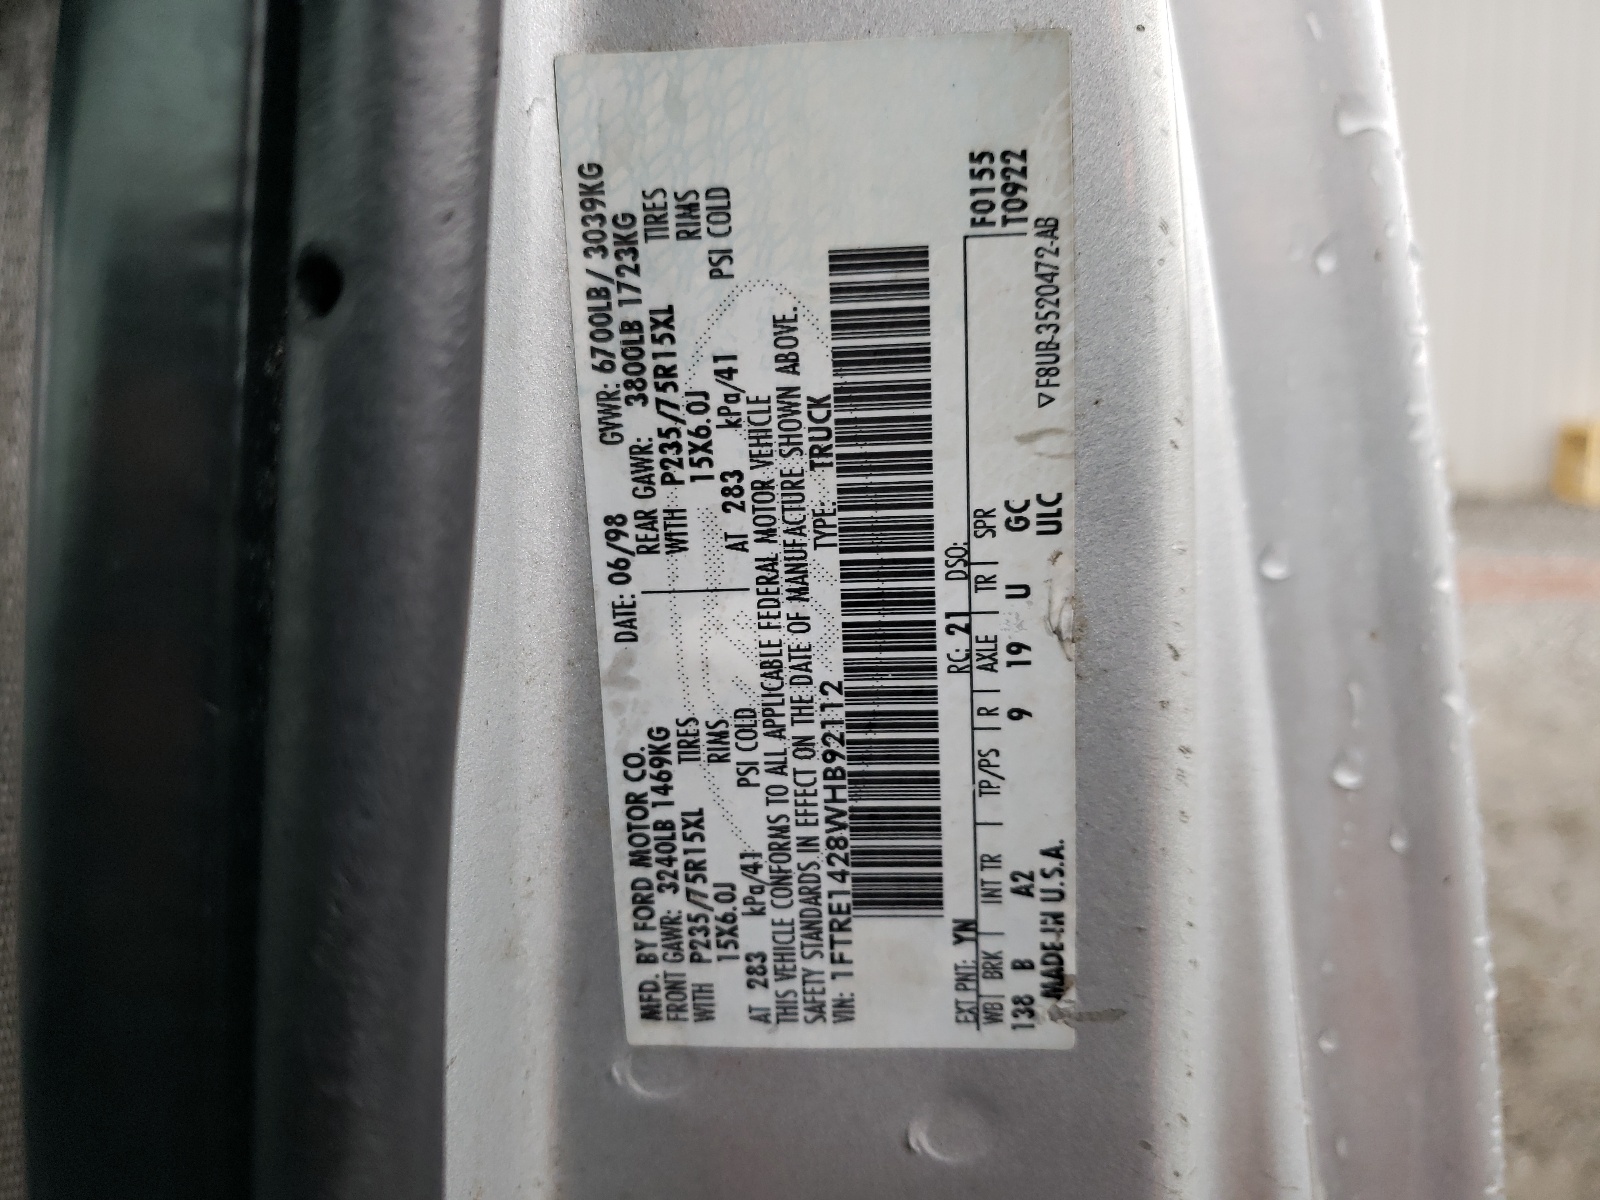 MFD. BY FORD MOTOR CO. DATE: 06/98 GVWR: 6700LB/ 3039KG
FRONT GAWR: 3240LB 1469KG REAR GAWR: 3800LB 1723KG
WITH P235/75R15XL TIRES WITH P235/75R15XL TIRES
15X6.0J RIMS 15X6.0J RIMS
AT 283 kPa/41 PSI COLD AT 283 kPa/41 PSI COLD
THIS VEHICLE CONFORMS TO ALL APPLICABLE FEDERAL MOTOR VEHICLE
SAFETY STANDARDS IN EFFECT ON THE DATE OF MANUFACTURE SHOWN ABOVE.
VIN: 1FTRE1428WHB92112 TYPE: TRUCK
EXT PNT: YN RC: 21 DSO: F0155
WB | BRK | INT TR | TP/PS | R | AXLE | TR | SPR T0922
138 B A2 9 19 U GC
MADE IN U.S.A. ULC ▽F8UB-3520472-AB